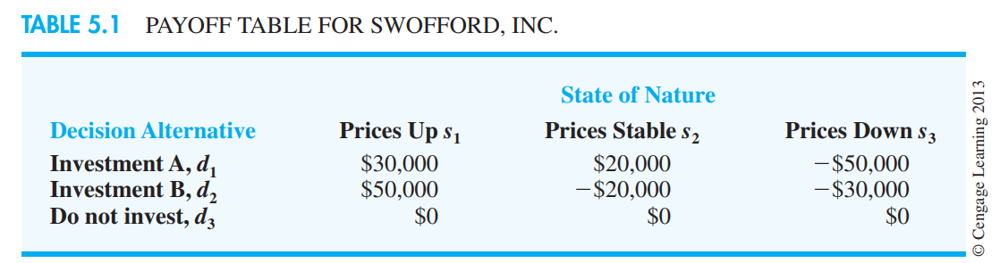 TABLE 5.1 PAYOFF TABLE FOR SWOFFORD, INC.
State of Nature
Decision Alternative Prices Up s₁ Prices Stable s₂ Prices Down s₃
Investment A, d₁ $30,000 $20,000 −$50,000
Investment B, d₂ $50,000 −$20,000 −$30,000
Do not invest, d₃ $0 $0 $0
© Cengage Learning 2013